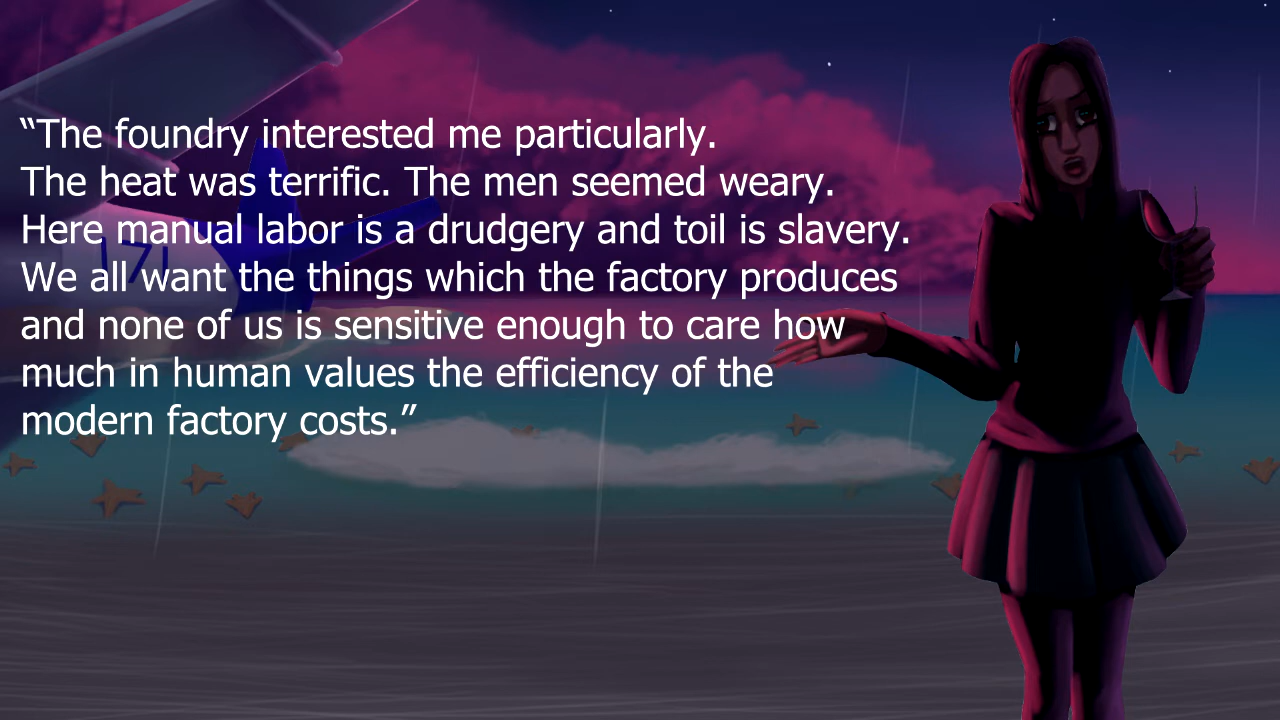 “The foundry interested me particularly.
The heat was terrific. The men seemed weary.
Here manual labor is a drudgery and toil is slavery.
We all want the things which the factory produces
and none of us is sensitive enough to care how
much in human values the efficiency of the
modern factory costs.”
171